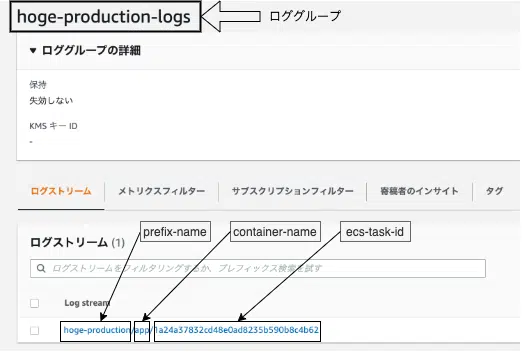 hoge-production-logs
ロググループ
▼ ロググループの詳細
保持
失効しない
KMS キー ID
-
ログストリーム
メトリクスフィルター
サブスクリプションフィルター
寄稿者のインサイト
タグ
prefix-name
container-name
ecs-task-id
ログストリーム (1)
ログストリームをフィルタリングするか、プレフィックス検索を試す
Log stream
hoge-production/app/1a24a37832cd48e0ad8235b590b8c4b62